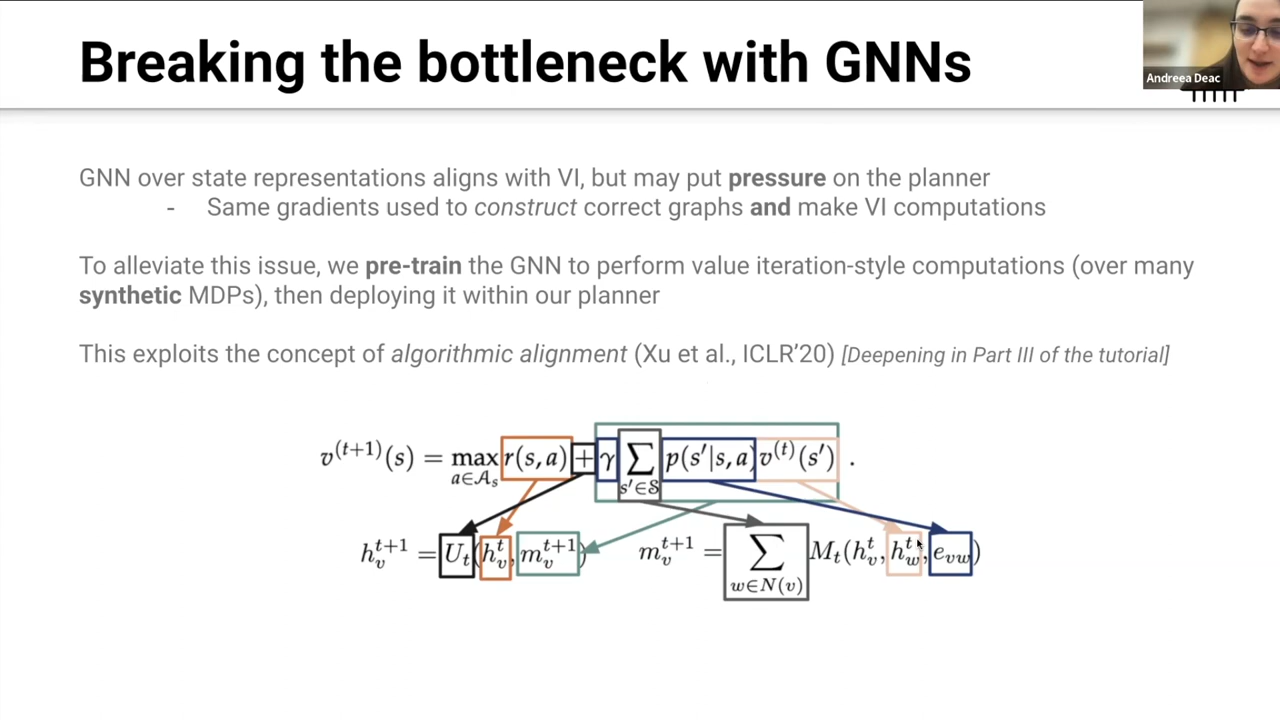 Breaking the bottleneck with GNNs
Andreea Deac
GNN over state representations aligns with VI, but may put pressure on the planner
- Same gradients used to construct correct graphs and make VI computations
To alleviate this issue, we pre-train the GNN to perform value iteration-style computations (over many
synthetic MDPs), then deploying it within our planner
This exploits the concept of algorithmic alignment (Xu et al., ICLR’20) [Deepening in Part III of the tutorial]
v^{(t+1)}(s) = max_{a∈𝒜_s} r(s,a) + γ ∑_{s′∈𝒮} p(s′|s,a) v^{(t)}(s′) .
h_v^{t+1} = U_t(h_v^t, m_v^{t+1}) m_v^{t+1} = ∑_{w∈N(v)} M_t(h_v^t, h_w^t, e_{vw})